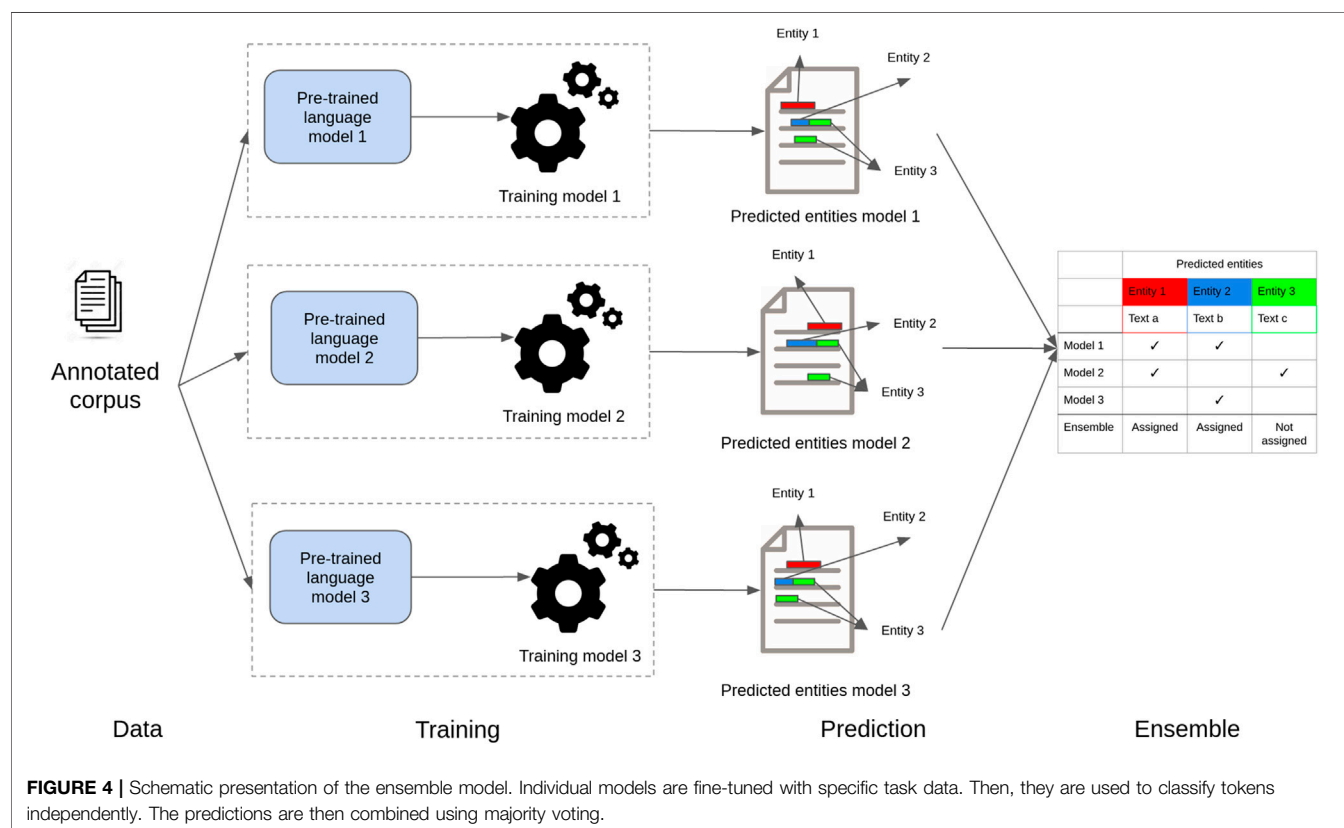 Pre-trained
language
model 1
Training model 1
Entity 1
Entity 2
Entity 3
Predicted entities model 1
Annotated
corpus
Pre-trained
language
model 2
Training model 2
Entity 1
Entity 2
Entity 3
Predicted entities model 2
Pre-trained
language
model 3
Training model 3
Entity 1
Entity 2
Entity 3
Predicted entities model 3
Predicted entities
Entity 1 Entity 2 Entity 3
Text a Text b Text c
Model 1 ✓ ✓
Model 2 ✓ ✓
Model 3 ✓
Ensemble Assigned Assigned Not
assigned
Data Training Prediction Ensemble
FIGURE 4 | Schematic presentation of the ensemble model. Individual models are fine-tuned with specific task data. Then, they are used to classify tokens
independently. The predictions are then combined using majority voting.